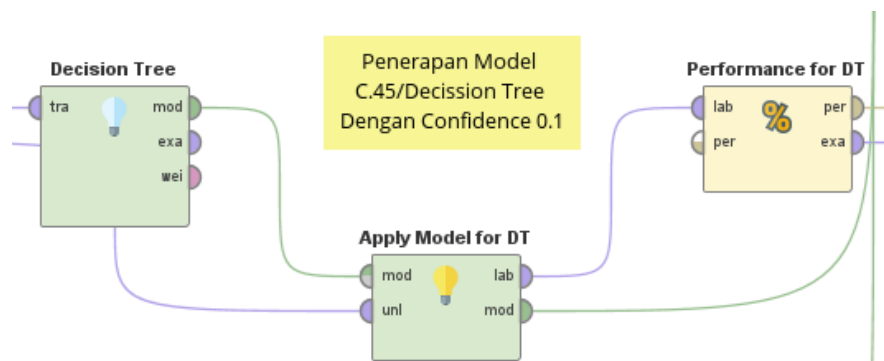 Decision Tree
tra
mod
exa
wei
Penerapan Model
C.45/Decission Tree
Dengan Confidence 0.1
Performance for DT
lab
per
per
exa
%
Apply Model for DT
mod
lab
unl
mod